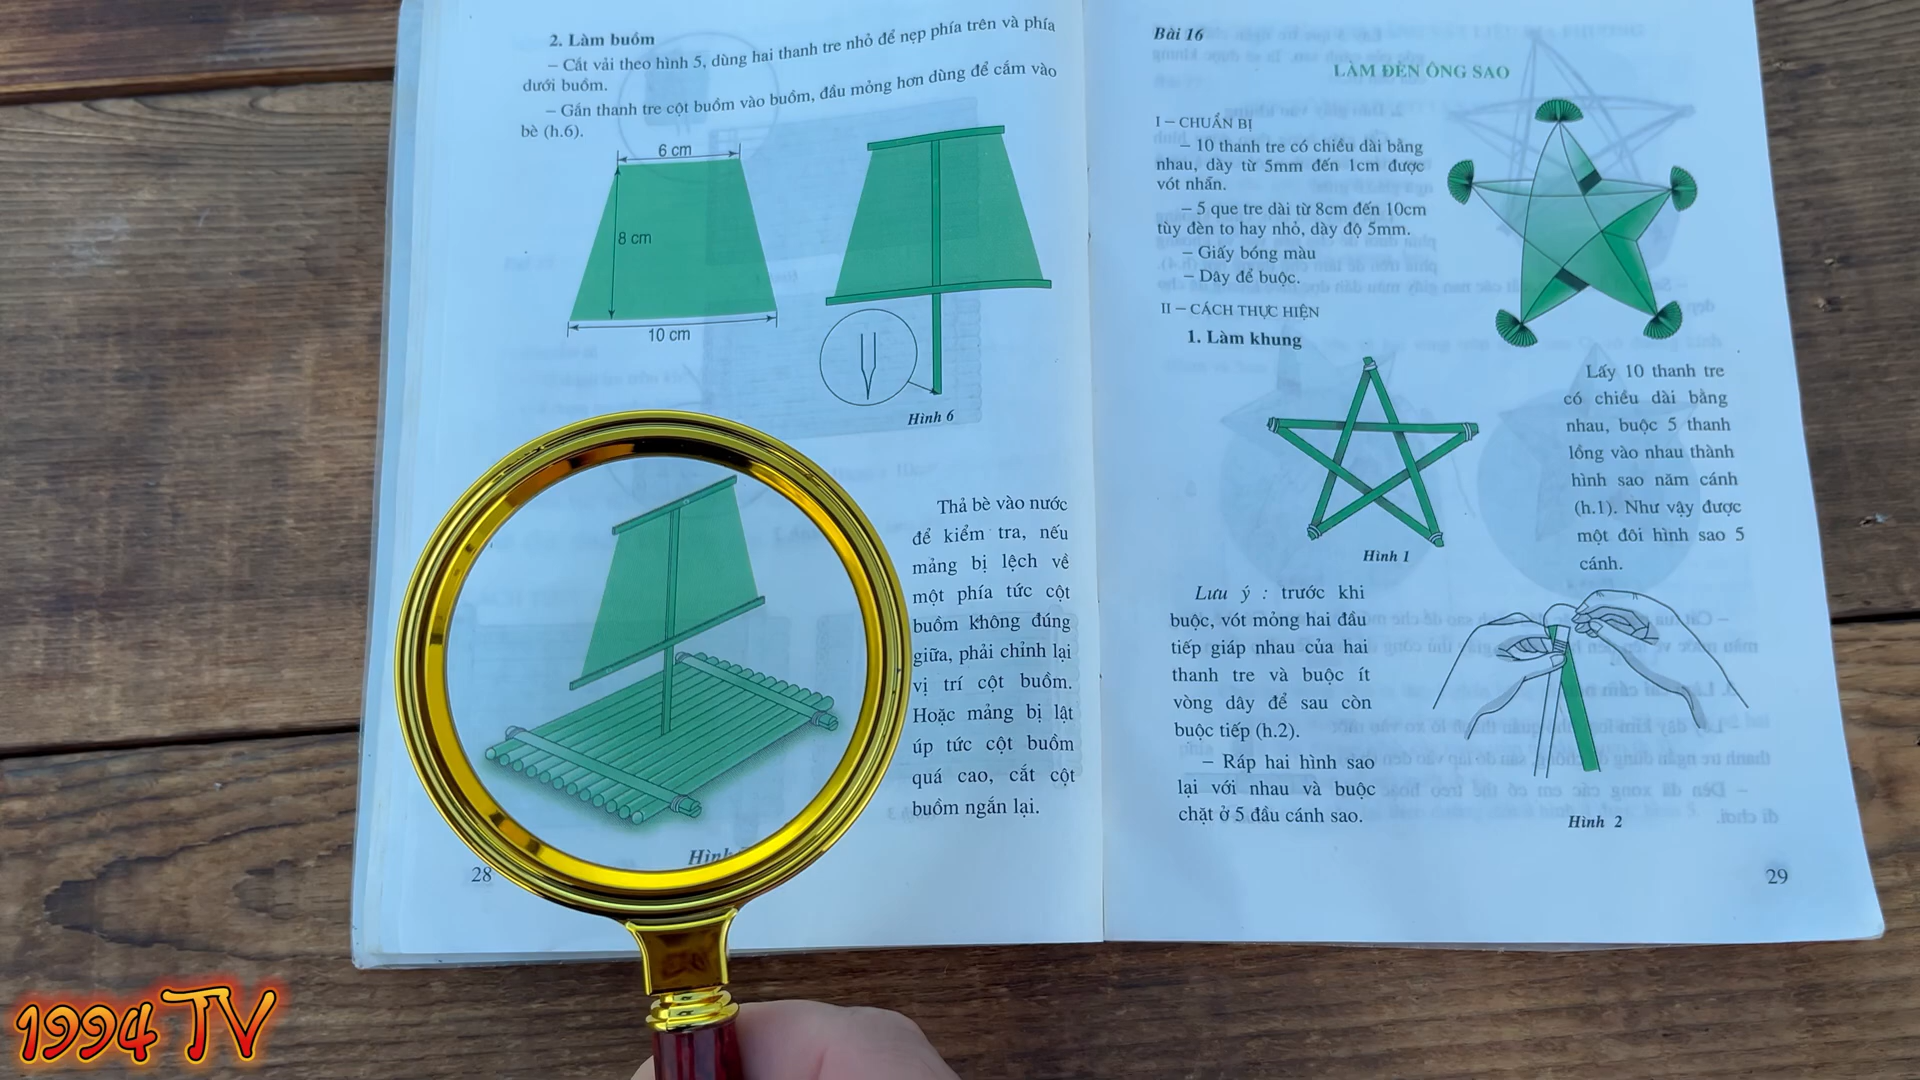 2. Làm buồm
– Cắt vải theo hình 5, dùng hai thanh tre nhỏ để nẹp phía trên và phía
dưới buồm.
– Gắn thanh tre cột buồm vào buồm, đầu mỏng hơn dùng để cắm vào
bè (h.6).
6 cm
8 cm
10 cm
Hình 6
Thả bè vào nước
để kiểm tra, nếu
mảng bị lệch về
một phía tức cột
buồm không đúng
giữa, phải chỉnh lại
vị trí cột buồm.
Hoặc mảng bị lật
úp tức cột buồm
quá cao, cắt cột
buồm ngắn lại.
Hình
28
Bài 16
LÀM ĐÈN ÔNG SAO
I – CHUẨN BỊ
– 10 thanh tre có chiều dài bằng
nhau, dày từ 5mm đến 1cm được
vót nhẵn.
– 5 que tre dài từ 8cm đến 10cm
tùy đèn to hay nhỏ, dày độ 5mm.
– Giấy bóng màu
– Dây để buộc.
II – CÁCH THỰC HIỆN
1. Làm khung
Lấy 10 thanh tre
có chiều dài bằng
nhau, buộc 5 thanh
lồng vào nhau thành
hình sao năm cánh
(h.1). Như vậy được
một đôi hình sao 5
cánh.
Hình 1
Lưu ý : trước khi
buộc, vót mỏng hai đầu
tiếp giáp nhau của hai
thanh tre và buộc ít
vòng dây để sau còn
buộc tiếp (h.2).
– Ráp hai hình sao
lại với nhau và buộc
chặt ở 5 đầu cánh sao.
Hình 2
29
1994 TV